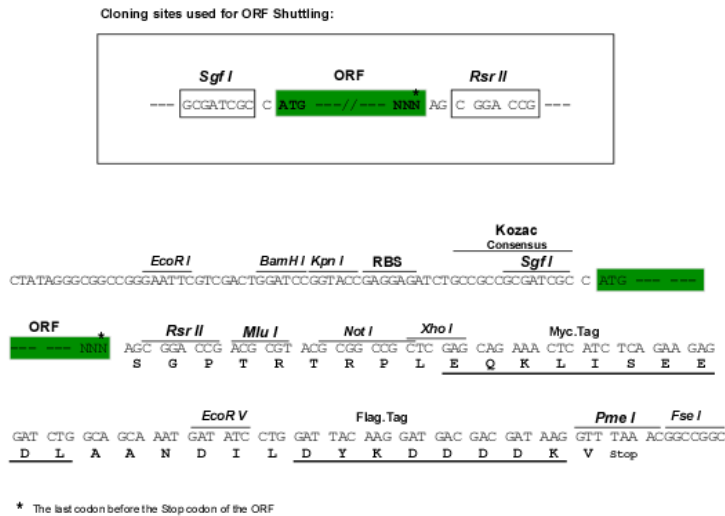 Cloning sites used for ORF Shuttling:
Sgf I ORF Rsr II
*
--- GCGATCGC C ATG ---//--- NNN AG C GGA CCG ---
Kozac
Consensus
EcoR I BamH I Kpn I RBS Sgf I
CTATAGGGCGGCCGGGAATTCGTCGACTGGATCCGGTACCGAGGAGATCTGCCGCCGCGATCGC C ATG --- ---
ORF * Rsr II Mlu I Not I Xho I Myc.Tag
--- --- NNN AGC GGA CCG ACG CGT ACG CGG CCG CTC GAG CAG AAA CTC ATC TCA GAA GAG
S G P T R T R P L E Q K L I S E E
EcoR V Flag.Tag Pme I Fse I
GAT CTG GCA GCA AAT GAT ATC CTG GAT TAC AAG GAT GAC GAC GAT AAG GTT TAA ACGGCCGGC
D L A A N D I L D Y K D D D D K V Stop
* The last codon before the Stop codon of the ORF